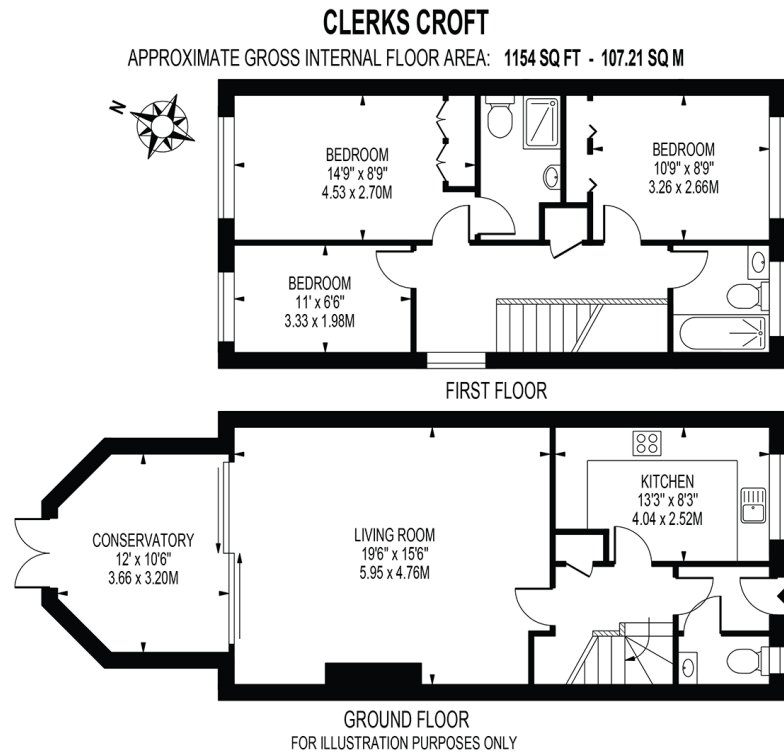 CLERKS CROFT
APPROXIMATE GROSS INTERNAL FLOOR AREA: 1154 SQ FT - 107.21 SQ M
N
BEDROOM
14'9" x 8'9"
4.53 x 2.70M
BEDROOM
10'9" x 8'9"
3.26 x 2.66M
BEDROOM
11' x 6'6"
3.33 x 1.98M
FIRST FLOOR
KITCHEN
13'3" x 8'3"
4.04 x 2.52M
CONSERVATORY
12' x 10'6"
3.66 x 3.20M
LIVING ROOM
19'6" x 15'6"
5.95 x 4.76M
GROUND FLOOR
FOR ILLUSTRATION PURPOSES ONLY